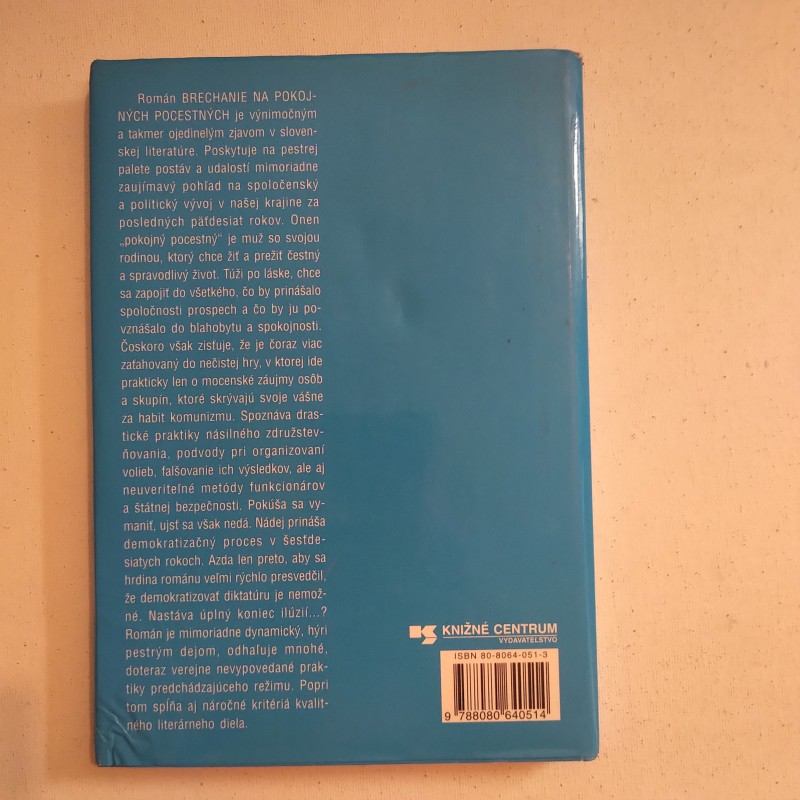 Román BRECHANIE NA POKOJ-
NÝCH POCESTNÝCH je výnimočným
a takmer ojedinelým zjavom v sloven-
skej literatúre. Poskytuje na pestrej
palete postáv a udalostí mimoriadne
zaujímavý pohľad na spoločenský
a politický vývoj v našej krajine za
posledných päťdesiat rokov. Onen
„pokojný pocestný“ je muž so svojou
rodinou, ktorý chce žiť a prežiť čestný
a spravodlivý život. Túži po láske, chce
sa zapojiť do všetkého, čo by prinášalo
spoločnosti prospech a čo by ju po-
vznášalo do blahobytu a spokojnosti.
Čoskoro však zisťuje, že je čoraz viac
zaťahovaný do nečistej hry, v ktorej ide
prakticky len o mocenské záujmy osôb
a skupín, ktoré skrývajú svoje vášne
za habit komunizmu. Spoznáva dras-
tické praktiky násilného združstev-
ňovania, podvody pri organizovaní
volieb, falšovanie ich výsledkov, ale aj
neuveriteľné metódy funkcionárov
a štátnej bezpečnosti. Pokúša sa vy-
maniť, ujsť sa však nedá. Nádej prináša
demokratizačný proces v šesťde-
siatych rokoch. Azda len preto, aby sa
hrdina románu veľmi rýchlo presvedčil,
že demokratizovať diktatúru je nemož-
né. Nastáva úplný koniec ilúzií...?
Román je mimoriadne dynamický, hýri
pestrým dejom, odhaľuje mnohé,
doteraz verejne nevypovedané prak-
tiky predchádzajúceho režimu. Popri
tom spĺňa aj náročné kritériá kvalit-
ného literárneho diela.
KNIŽNÉ CENTRUM
VYDAVATEĽSTVO
ISBN 80-8064-051-3
9 788080 640514